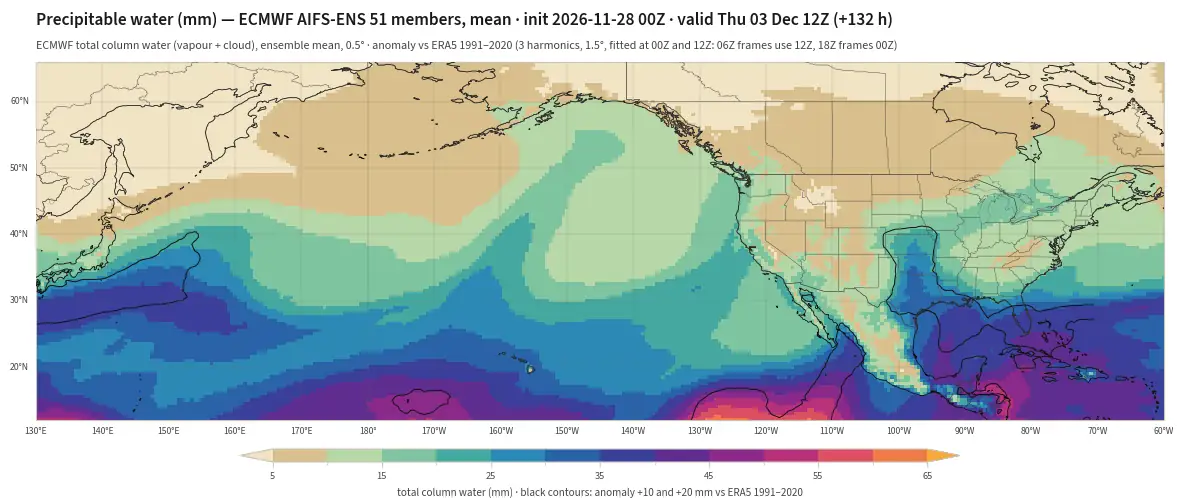 Precipitable water (mm) — ECMWF AIFS-ENS 51 members, mean · init 2026-11-28 00Z · valid Thu 03 Dec 12Z (+132 h)
ECMWF total column water (vapour + cloud), ensemble mean, 0.5° · anomaly vs ERA5 1991–2020 (3 harmonics, 1.5°, fitted at 00Z and 12Z: 06Z frames use 12Z, 18Z frames 00Z)
60°N
50°N
40°N
30°N
20°N
130°E 140°E 150°E 160°E 170°E 180° 170°W 160°W 150°W 140°W 130°W 120°W 110°W 100°W 90°W 80°W 70°W 60°W
5 15 25 35 45 55 65
total column water (mm) · black contours: anomaly +10 and +20 mm vs ERA5 1991–2020